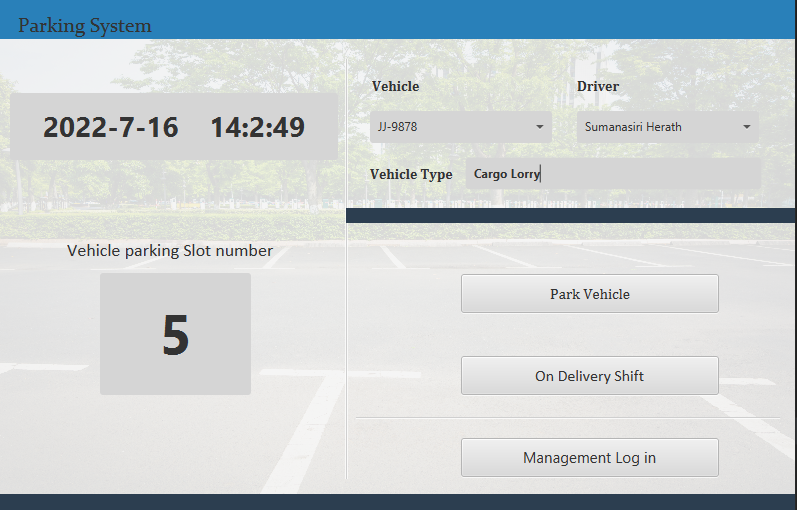 Parking System
2022-7-16 14:2:49
Vehicle parking Slot number
5
Vehicle Driver
JJ-9878 Sumanasiri Herath
Vehicle Type Cargo Lorry
Park Vehicle
On Delivery Shift
Management Log in